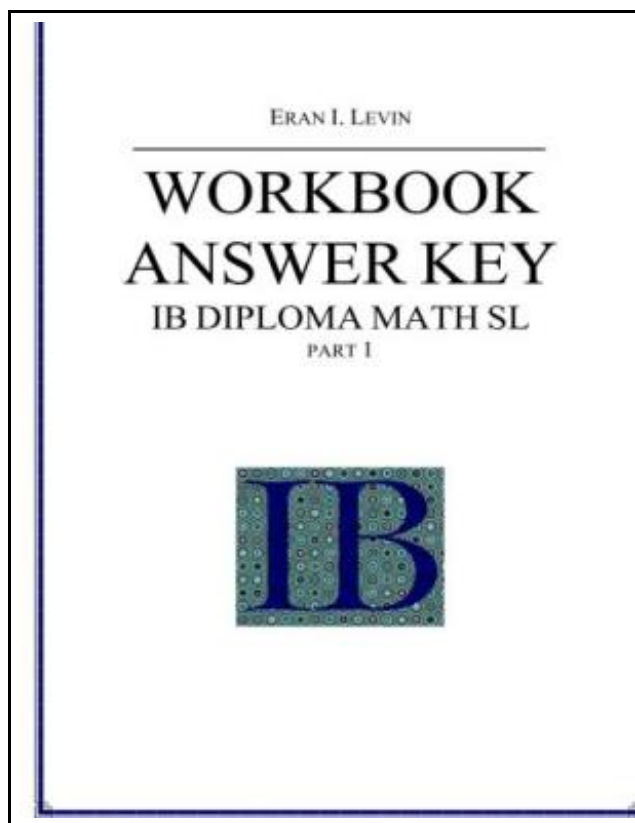 ERAN I. LEVIN
WORKBOOK
ANSWER KEY
IB DIPLOMA MATH SL
PART 1
IB